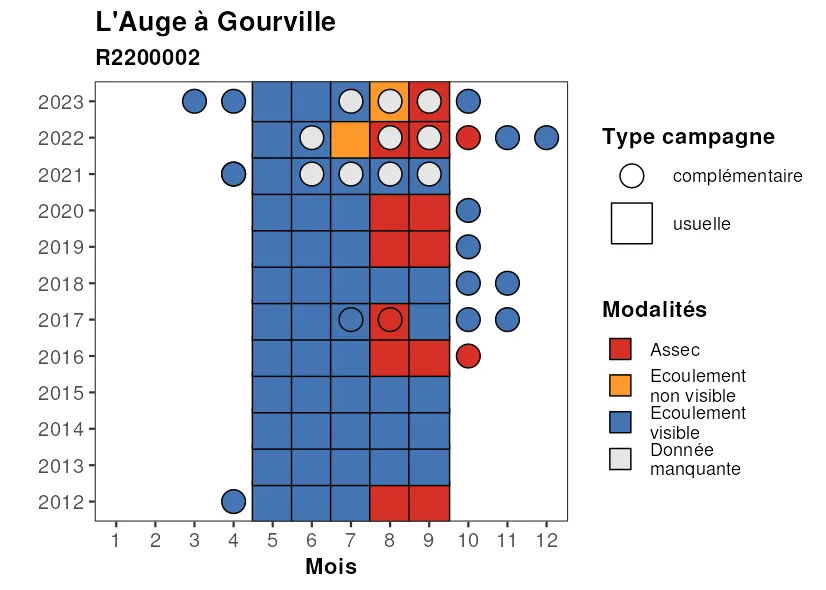 L'Auge à Gourville
R2200002
2023
2022
2021
2020
2019
2018
2017
2016
2015
2014
2013
2012
1 2 3 4 5 6 7 8 9 10 11 12
Mois
Type campagne
complémentaire
usuelle
Modalités
Assec
Ecoulement
non visible
Ecoulement
visible
Donnée
manquante